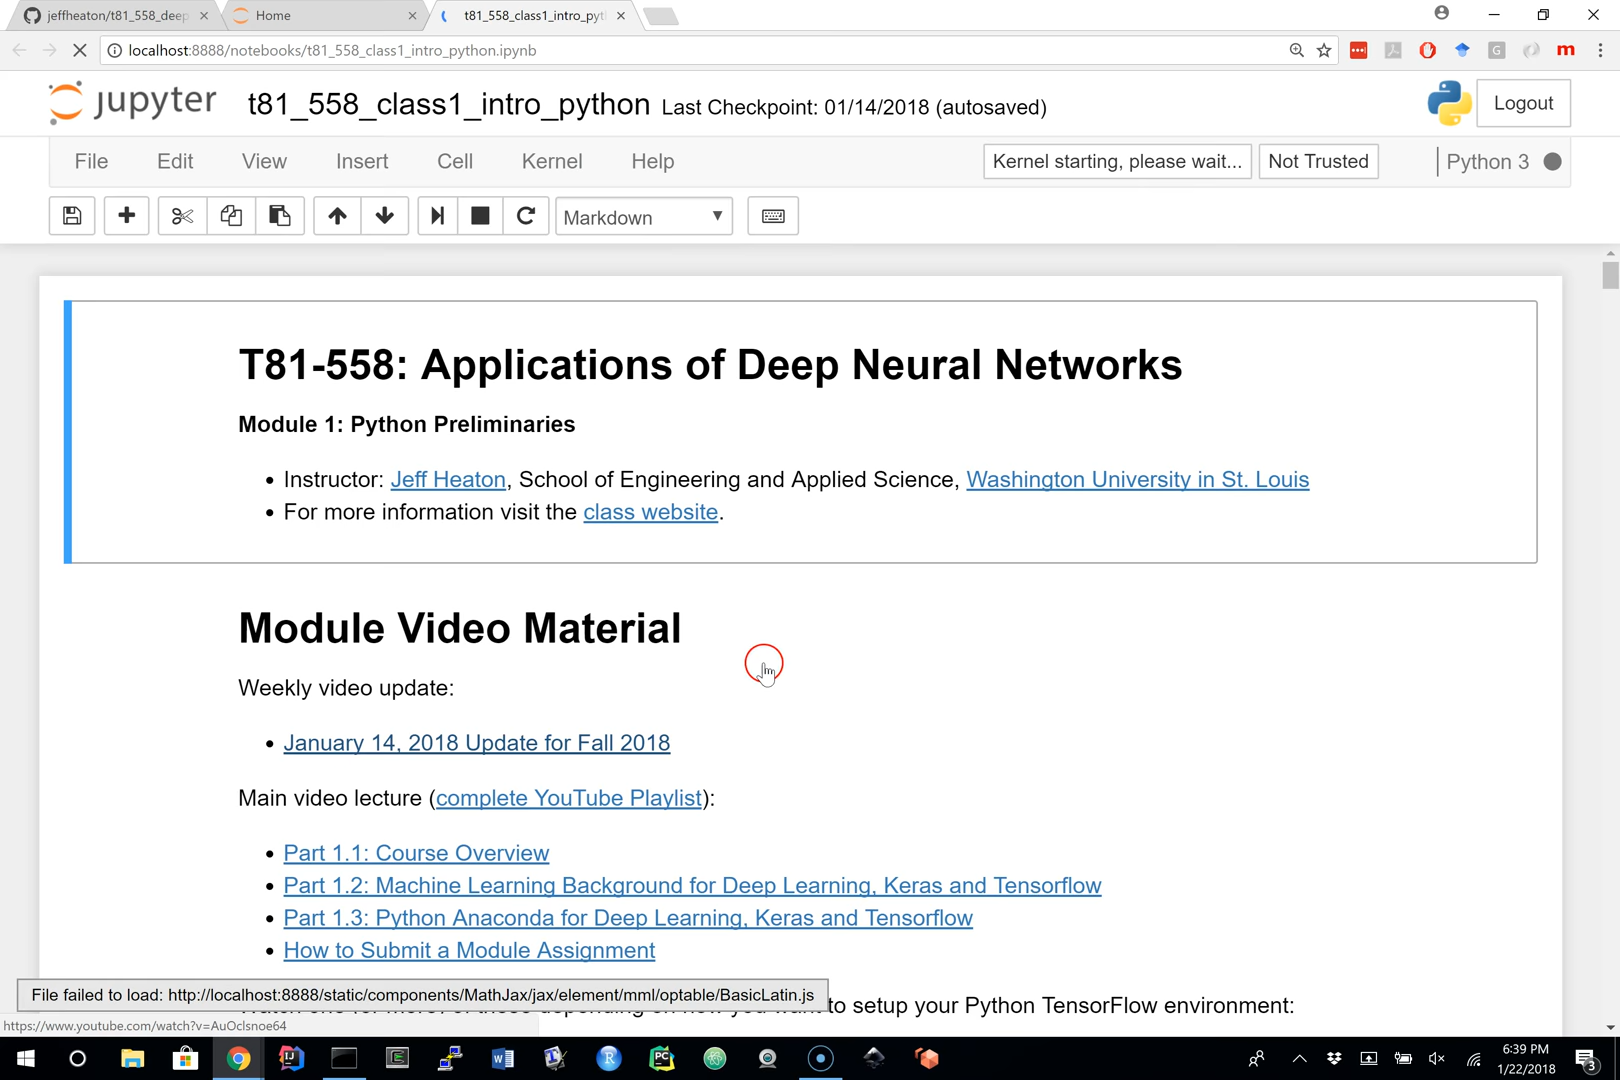 jeffheaton/t81_558_deep
Home
t81_558_class1_intro_pyt
localhost:8888/notebooks/t81_558_class1_intro_python.ipynb
G
m
jupyter t81_558_class1_intro_python Last Checkpoint: 01/14/2018 (autosaved)
Logout
File Edit View Insert Cell Kernel Help
Kernel starting, please wait... Not Trusted Python 3
Markdown
T81-558: Applications of Deep Neural Networks
Module 1: Python Preliminaries
• Instructor: Jeff Heaton, School of Engineering and Applied Science, Washington University in St. Louis
• For more information visit the class website.
Module Video Material
Weekly video update:
• January 14, 2018 Update for Fall 2018
Main video lecture (complete YouTube Playlist):
• Part 1.1: Course Overview
• Part 1.2: Machine Learning Background for Deep Learning, Keras and Tensorflow
• Part 1.3: Python Anaconda for Deep Learning, Keras and Tensorflow
• How to Submit a Module Assignment
File failed to load: http://localhost:8888/static/components/MathJax/jax/element/mml/optable/BasicLatin.js
to setup your Python TensorFlow environment:
https://www.youtube.com/watch?v=AuOclsnoe64
6:39 PM
1/22/2018
3